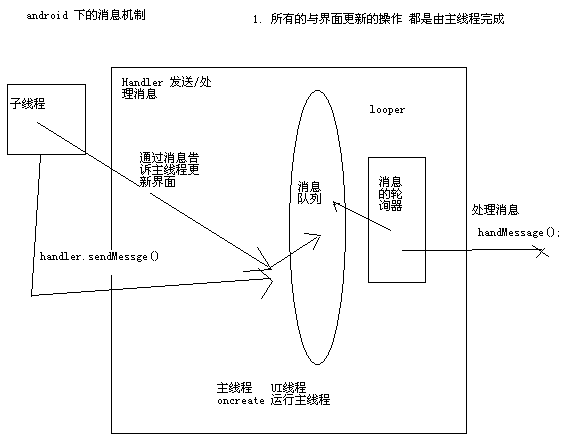 android 下的消息机制
1. 所有的与界面更新的操作 都是由主线程完成
Handler 发送/处
理消息
子线程
looper
通过消息告
诉主线程更
新界面
消息
队列
消息
的轮
询器
处理消息
handMessage();
handler.sendMessge()
主线程 UI线程
oncreate 运行主线程